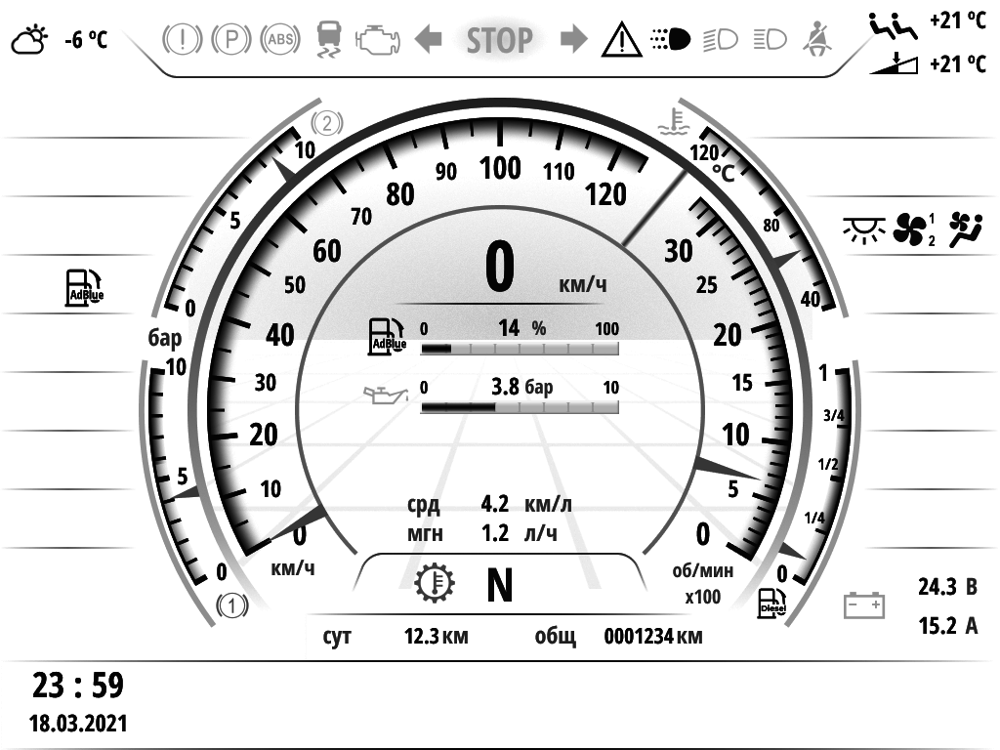 -6 ºC
P
ABS
STOP
+21 ºC
+21 ºC
2
10
5
0
бар
10
5
0
1
AdBlue
0
10
20
30
40
50
60
70
80
90
100
110
120
км/ч
0
км/ч
AdBlue
0 14 % 100
0 3.8 бар 10
срд 4.2 км/л
мгн 1.2 л/ч
N
30
25
20
15
10
5
0
об/мин
x100
120
ºC
80
40
1
3/4
1/2
1/4
0
Diesel
1
2
24.3 В
15.2 А
сут 12.3 км общ 0001234 км
23 : 59
18.03.2021